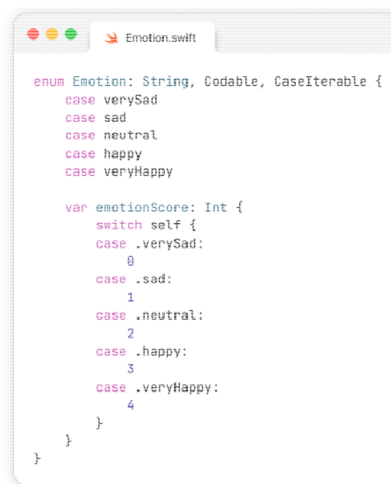 Emotion.swift
enum Emotion: String, Codable, CaseIterable {
    case verySad
    case sad
    case neutral
    case happy
    case veryHappy

    var emotionScore: Int {
        switch self {
        case .verySad:
            0
        case .sad:
            1
        case .neutral:
            2
        case .happy:
            3
        case .veryHappy:
            4
        }
    }
}